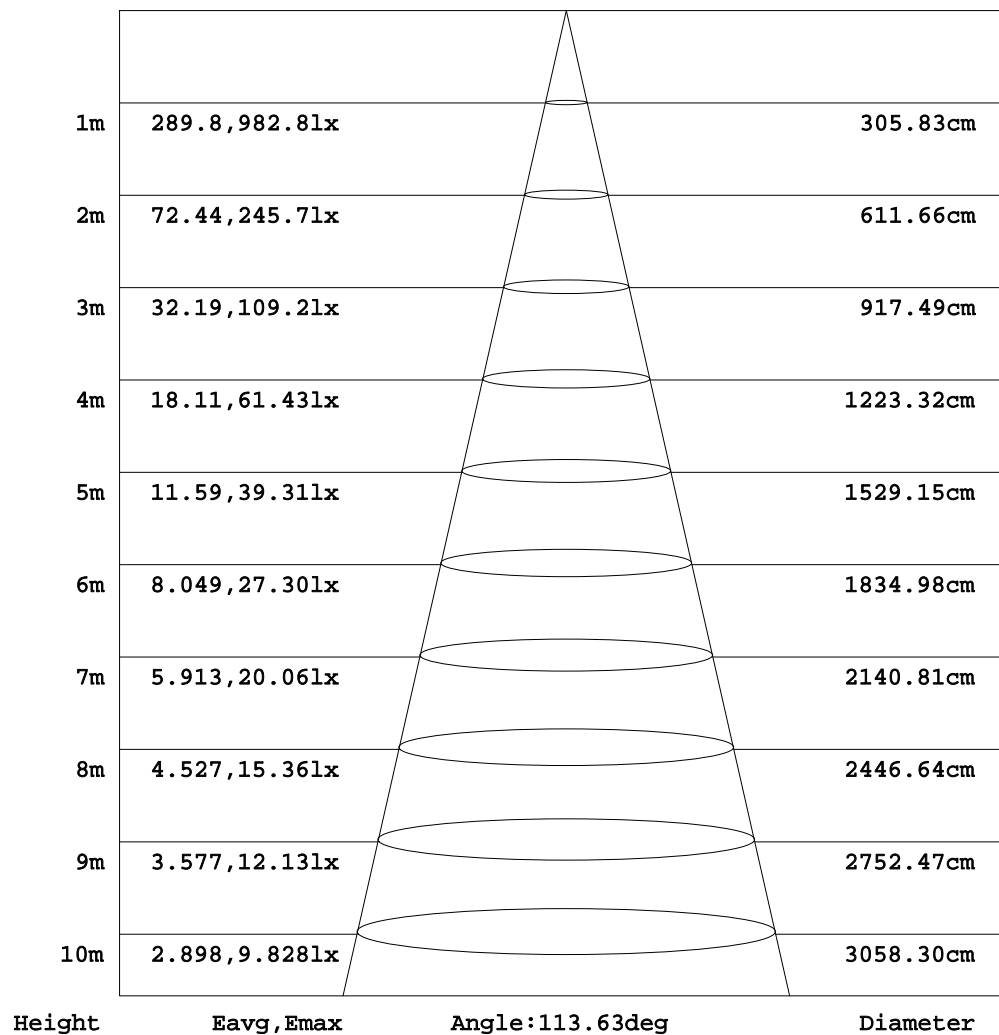 1m 289.8,982.8lx 305.83cm
2m 72.44,245.7lx 611.66cm
3m 32.19,109.2lx 917.49cm
4m 18.11,61.43lx 1223.32cm
5m 11.59,39.31lx 1529.15cm
6m 8.049,27.30lx 1834.98cm
7m 5.913,20.06lx 2140.81cm
8m 4.527,15.36lx 2446.64cm
9m 3.577,12.13lx 2752.47cm
10m 2.898,9.828lx 3058.30cm
Height Eavg,Emax Angle:113.63deg Diameter